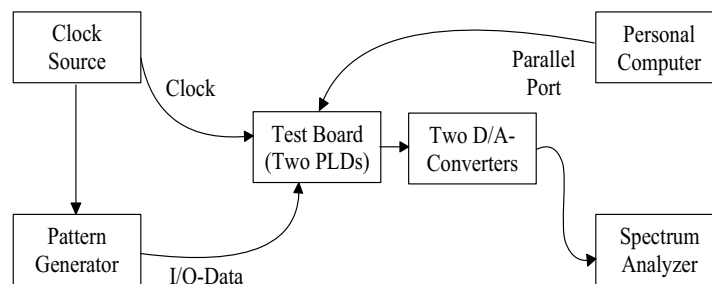 Clock
Source
Personal
Computer
Parallel
Port
Clock
Test Board
(Two PLDs)
Two D/A-
Converters
Pattern
Generator
I/Q-Data
Spectrum
Analyzer